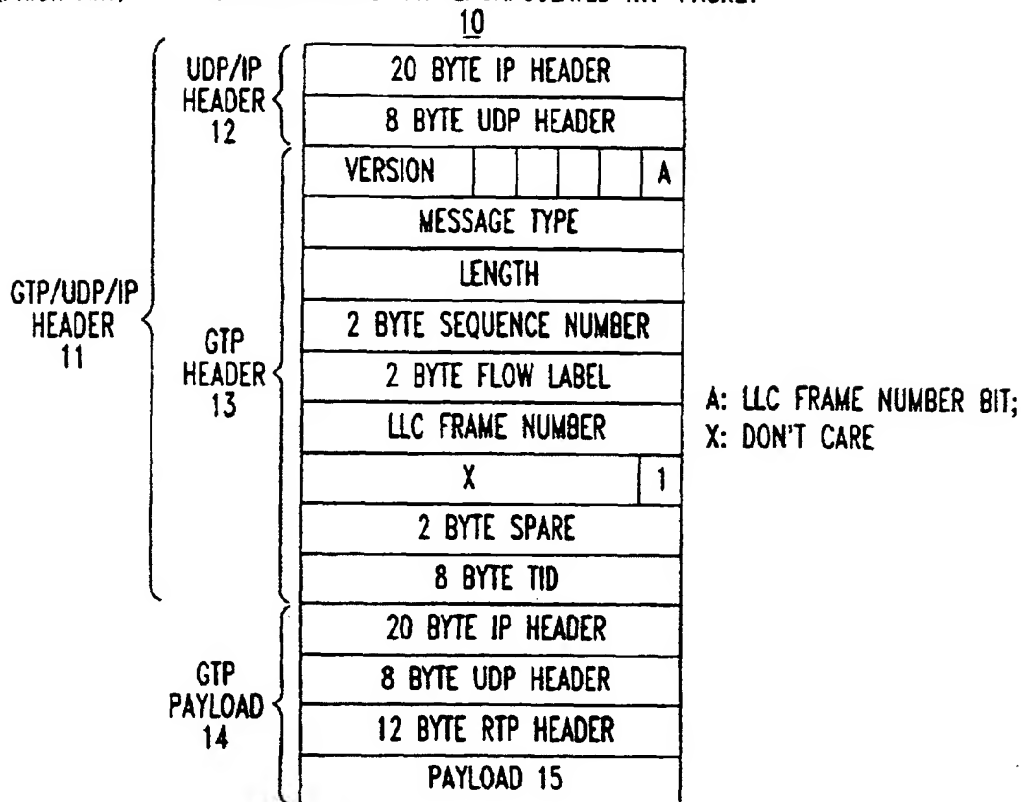 10
UDP/IP
HEADER
12
20 BYTE IP HEADER
8 BYTE UDP HEADER
GTP/UDP/IP
HEADER
11
GTP
HEADER
13
VERSION A
MESSAGE TYPE
LENGTH
2 BYTE SEQUENCE NUMBER
2 BYTE FLOW LABEL
LLC FRAME NUMBER
X 1
2 BYTE SPARE
8 BYTE TID
A: LLC FRAME NUMBER BIT;
X: DON'T CARE
GTP
PAYLOAD
14
20 BYTE IP HEADER
8 BYTE UDP HEADER
12 BYTE RTP HEADER
PAYLOAD 15